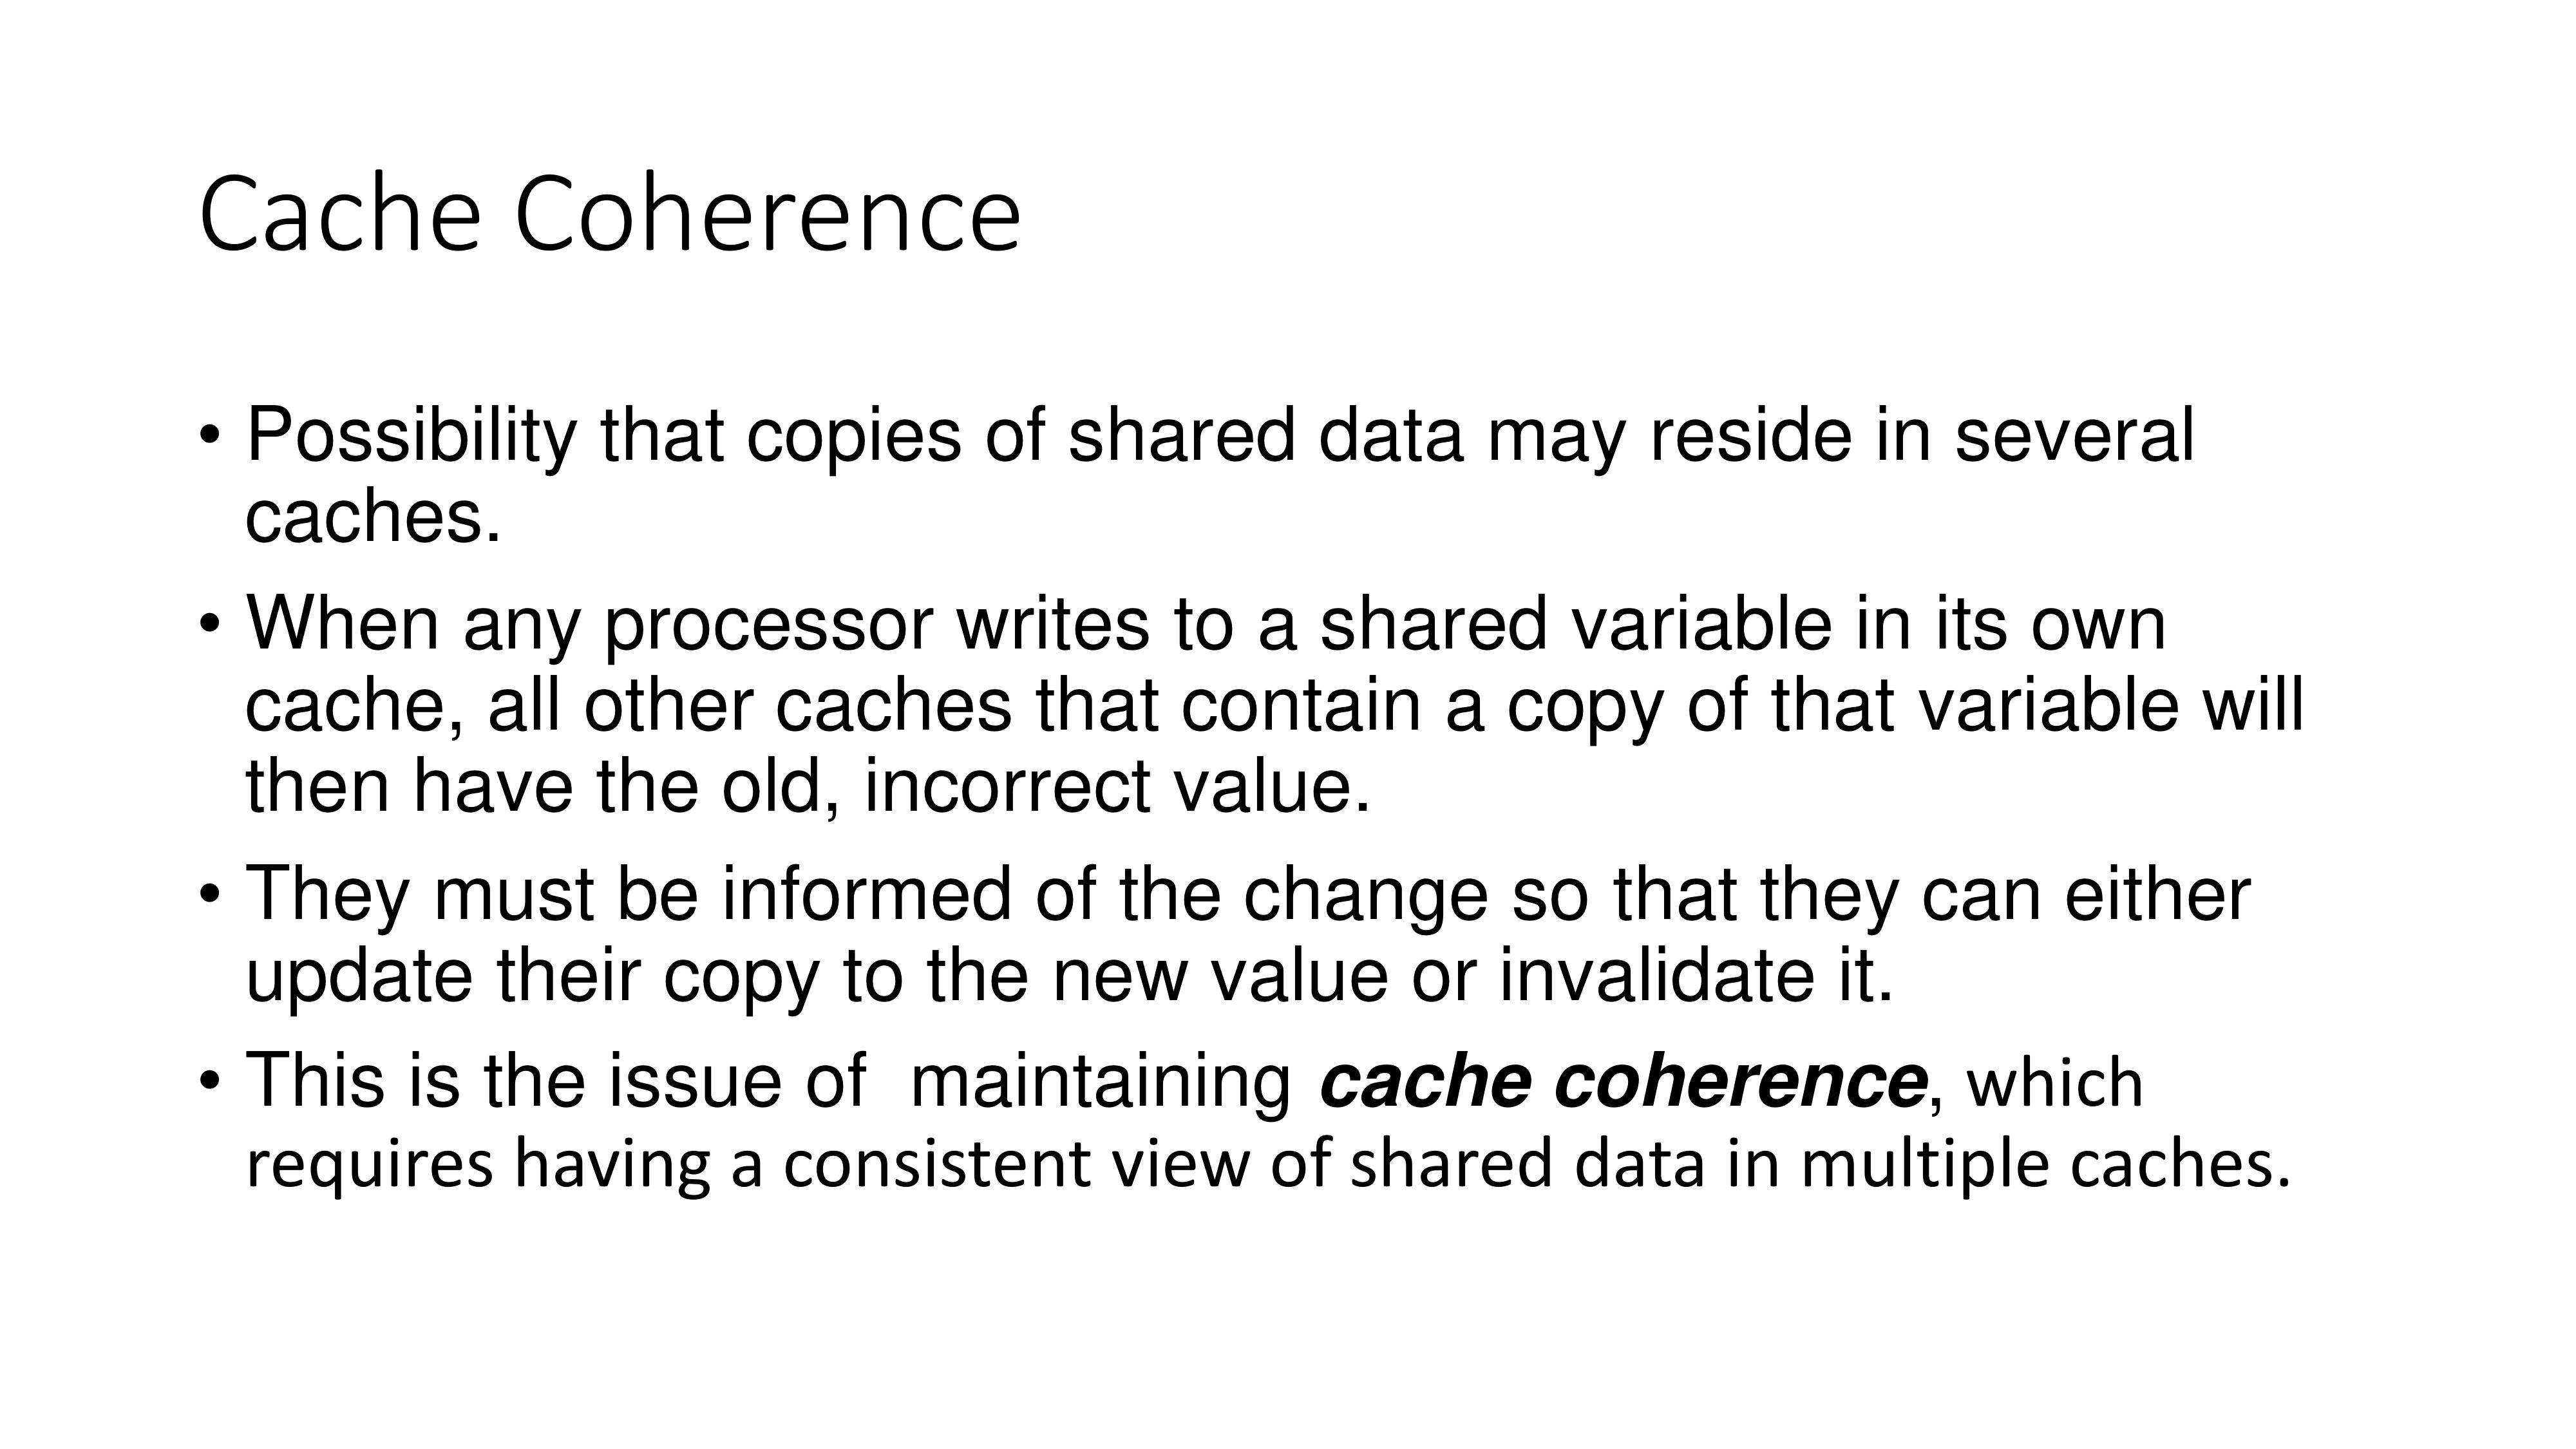 Cache Coherence
• Possibility that copies of shared data may reside in several
caches.
• When any processor writes to a shared variable in its own
cache, all other caches that contain a copy of that variable will
then have the old, incorrect value.
• They must be informed of the change so that they can either
update their copy to the new value or invalidate it.
• This is the issue of  maintaining cache coherence, which
requires having a consistent view of shared data in multiple caches.